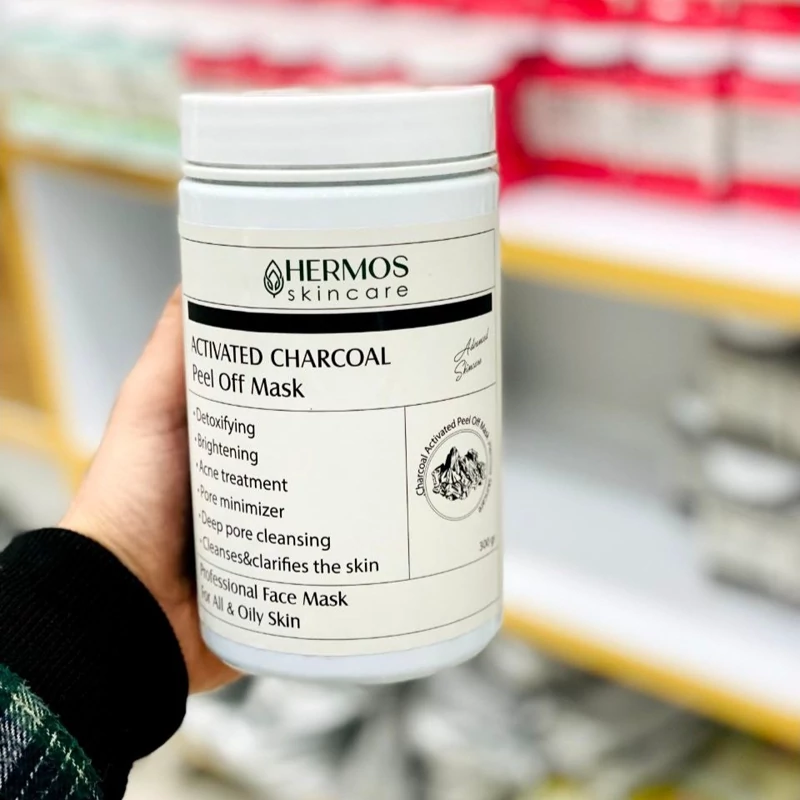 HERMOS
skincare
ACTIVATED CHARCOAL
Peel Off Mask
Advanced
Skincare
·Detoxifying
·Brightening
·Acne treatment
·Pore minimizer
·Deep pore cleansing
·Cleanses&clarifies the skin
Charcoal Activated Peel Off Mask
300 g
Professional Face Mask
For All & Oily Skin